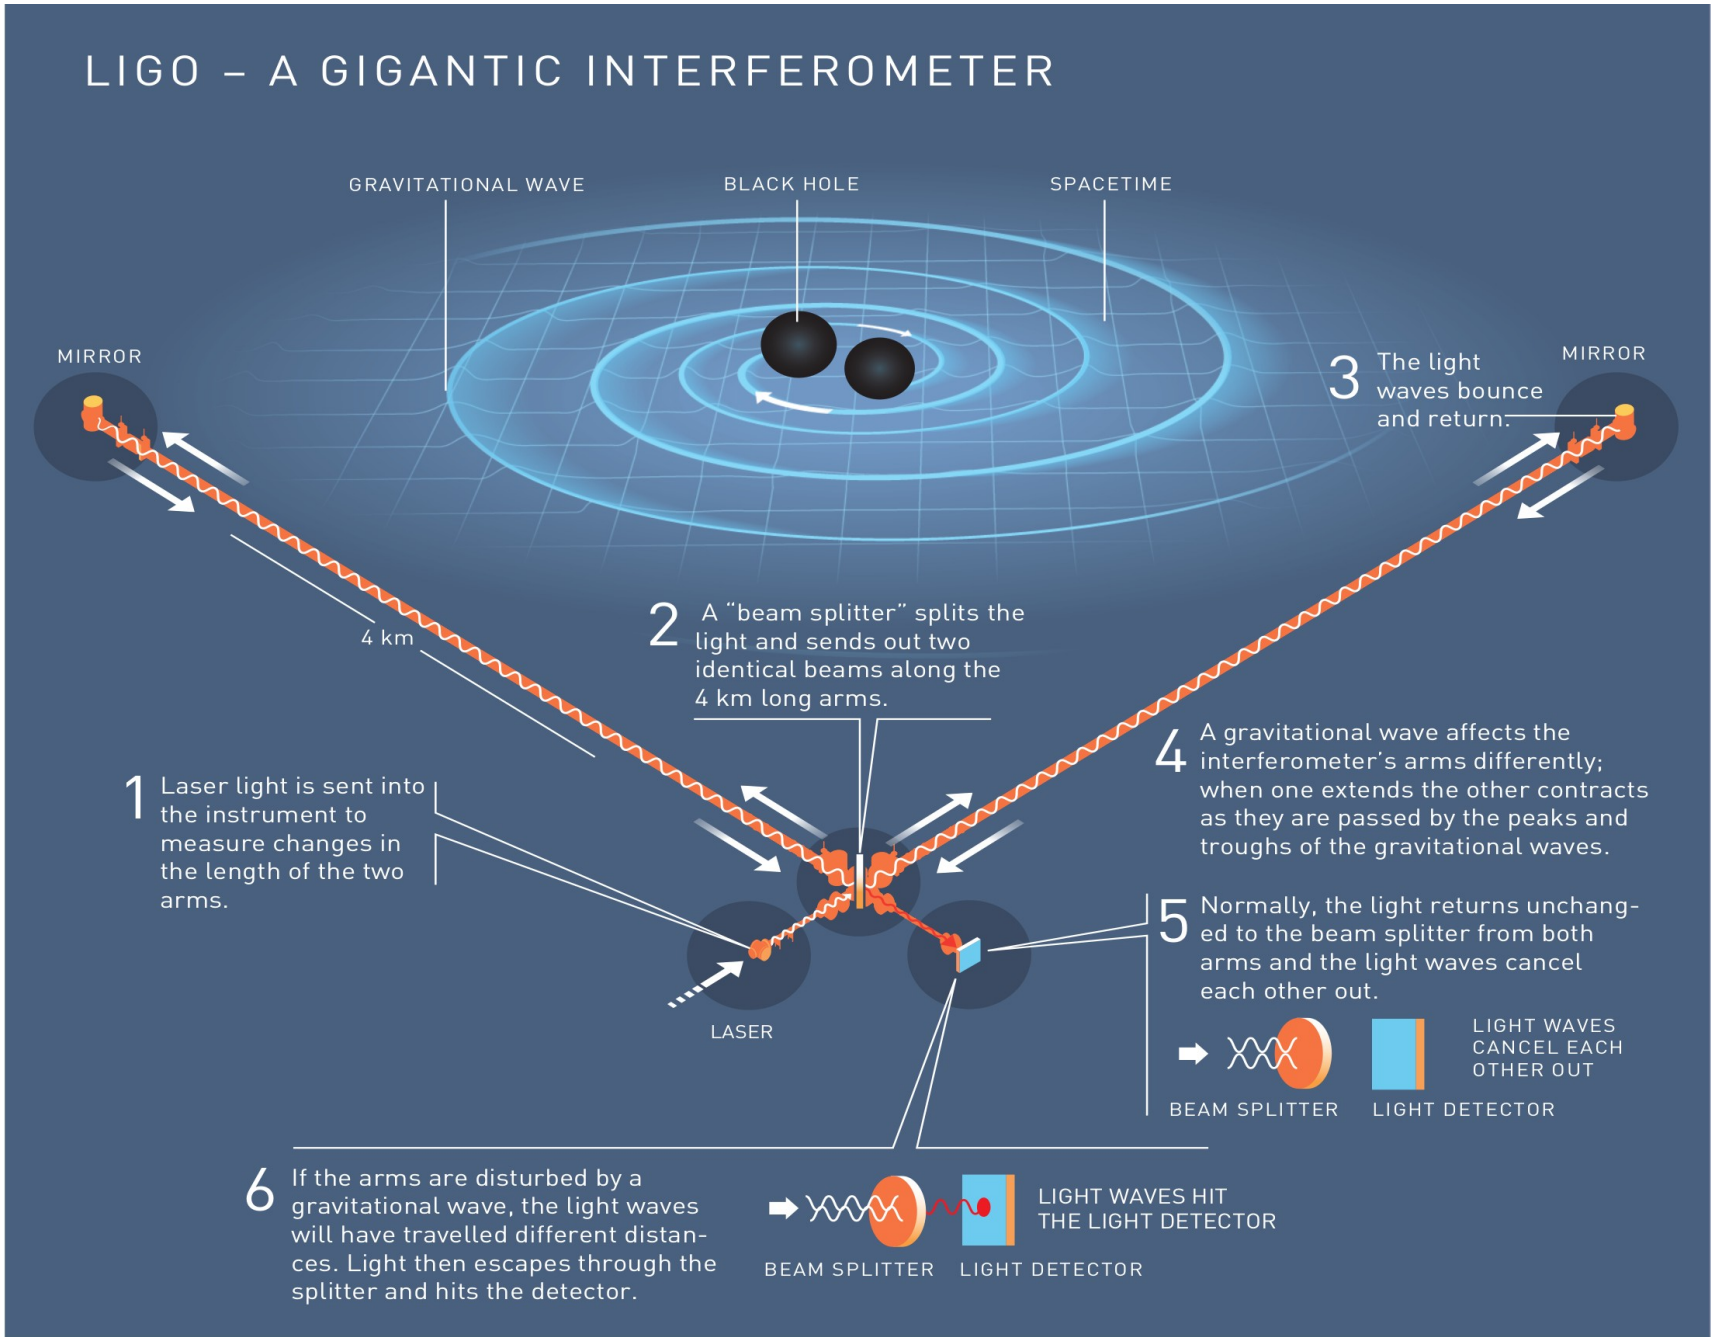 LIGO – A GIGANTIC INTERFEROMETER
GRAVITATIONAL WAVE
BLACK HOLE
SPACETIME
MIRROR
MIRROR
3
The light
waves bounce
and return.
4 km
2
A “beam splitter” splits the
light and sends out two
identical beams along the
4 km long arms.
1
Laser light is sent into
the instrument to
measure changes in
the length of the two
arms.
4
A gravitational wave affects the
interferometer’s arms differently;
when one extends the other contracts
as they are passed by the peaks and
troughs of the gravitational waves.
5
Normally, the light returns unchang-
ed to the beam splitter from both
arms and the light waves cancel
each other out.
LASER
LIGHT WAVES
CANCEL EACH
OTHER OUT
BEAM SPLITTER
LIGHT DETECTOR
6
If the arms are disturbed by a
gravitational wave, the light waves
will have travelled different distan-
ces. Light then escapes through the
splitter and hits the detector.
LIGHT WAVES HIT
THE LIGHT DETECTOR
BEAM SPLITTER
LIGHT DETECTOR